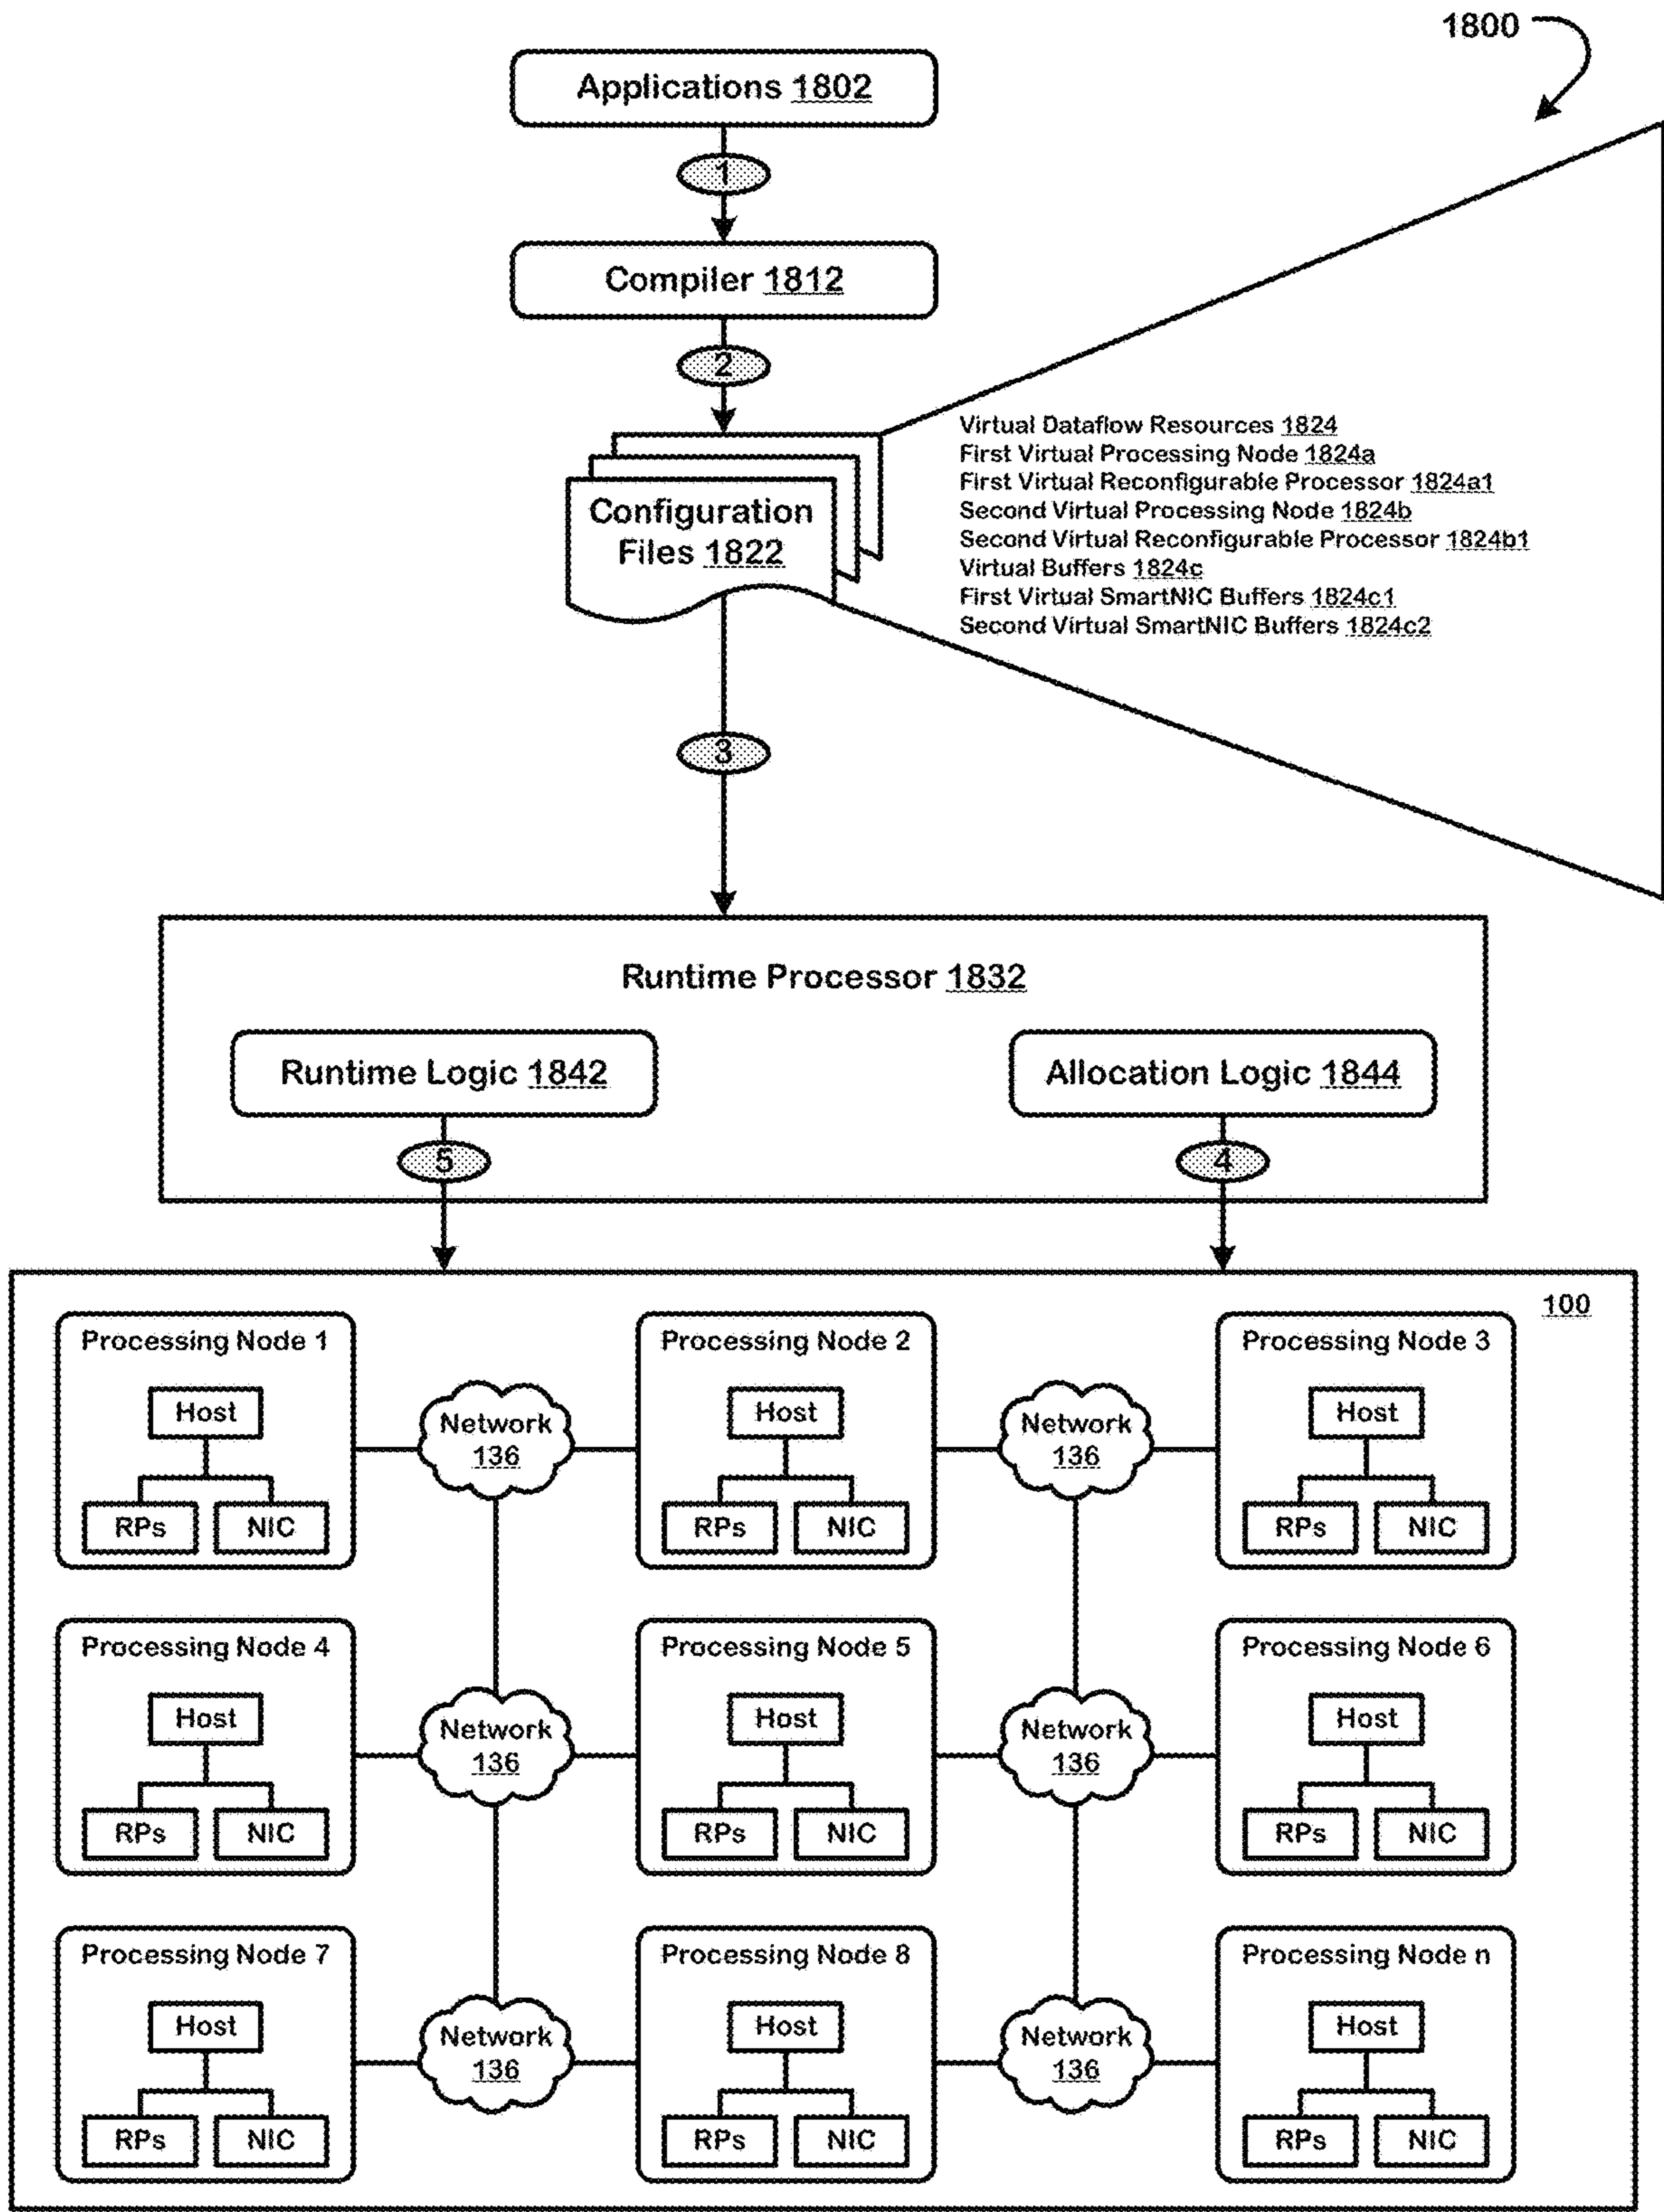 1800
Applications 1802
1
Compiler 1812
2
Configuration
Files 1822
Virtual Dataflow Resources 1824
First Virtual Processing Node 1824a
First Virtual Reconfigurable Processor 1824a1
Second Virtual Processing Node 1824b
Second Virtual Reconfigurable Processor 1824b1
Virtual Buffers 1824c
First Virtual SmartNIC Buffers 1824c1
Second Virtual SmartNIC Buffers 1824c2
3
Runtime Processor 1832
Runtime Logic 1842
Allocation Logic 1844
5
4
100
Processing Node 1
Host
RPs
NIC
Network
136
Processing Node 2
Host
RPs
NIC
Network
136
Processing Node 3
Host
RPs
NIC
Processing Node 4
Host
RPs
NIC
Network
136
Processing Node 5
Host
RPs
NIC
Network
136
Processing Node 6
Host
RPs
NIC
Processing Node 7
Host
RPs
NIC
Network
136
Processing Node 8
Host
RPs
NIC
Network
136
Processing Node n
Host
RPs
NIC